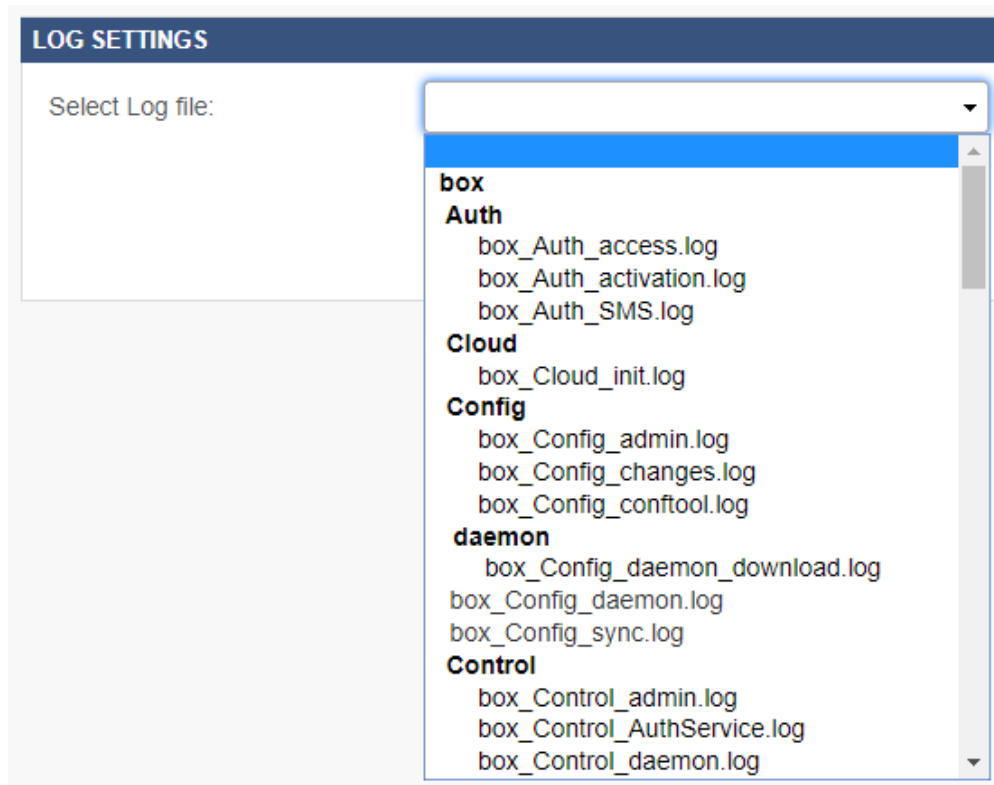 LOG SETTINGS
Select Log file:
box
Auth
box_Auth_access.log
box_Auth_activation.log
box_Auth_SMS.log
Cloud
box_Cloud_init.log
Config
box_Config_admin.log
box_Config_changes.log
box_Config_conftool.log
daemon
box_Config_daemon_download.log
box_Config_daemon.log
box_Config_sync.log
Control
box_Control_admin.log
box_Control_AuthService.log
box_Control_daemon.log